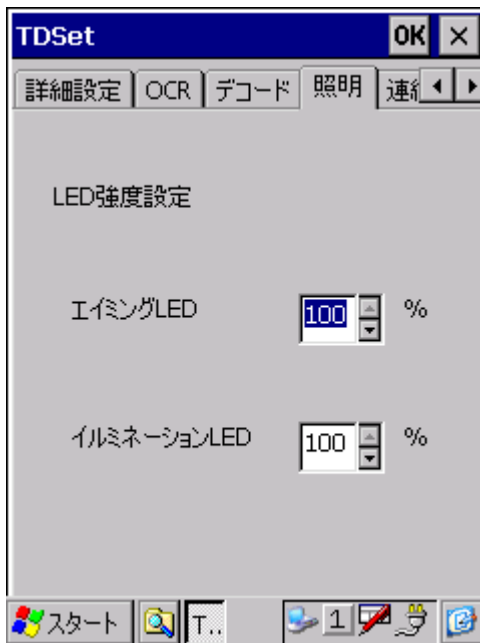 TDSet OK ×
詳細設定 OCR デコード 照明
LED強度設定
エイミングLED 100 %
イルミネーションLED 100 %
スタート T.. 1